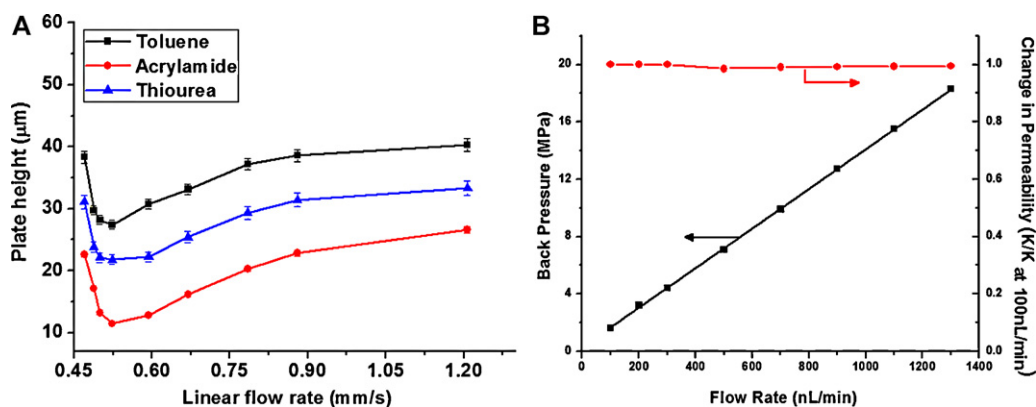 A
Toluene
Acrylamide
Thiourea
Plate height (μm)
60
50
40
30
20
10
0.45 0.60 0.75 0.90 1.05 1.20
Linear flow rate (mm/s)
B
Back Pressure (MPa)
20
16
12
8
4
0
0 200 400 600 800 1000 1200 1400
Flow Rate (nL/min)
1.0
0.8
0.6
0.4
0.2
0.0
Change in Permeability (K/K
at 100nL/min)